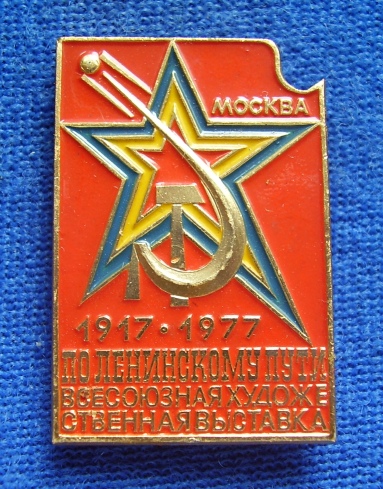 МОСКВА
1917 • 1977
ПО ЛЕНИНСКОМУ ПУТИ
ВСЕСОЮЗНАЯ ХУДОЖЕ
СТВЕННАЯ ВЫСТАВКА